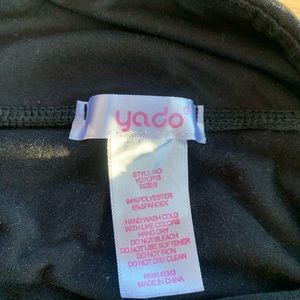 yado
STYLE NO:
SIZE:S
94%POLYESTER
6%SPANDEX
HAND WASH COLD
WITH LIKE COLORS
HANG DRY
DO NOT BLEACH
DO NOT USE SOFTENER
DO NOT IRON
DO NOT DRY CLEAN
MADE IN CHINA